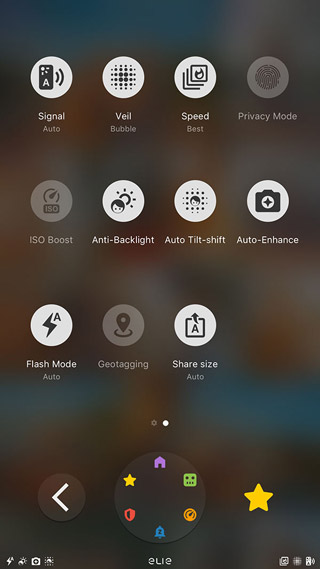 Signal
Auto
Veil
Bubble
Speed
Best
Privacy Mode
ISO
ISO Boost
Anti-Backlight
Auto Tilt-shift
Auto-Enhance
A
Flash Mode
Auto
Geotagging
A
Share size
Auto
ELIE